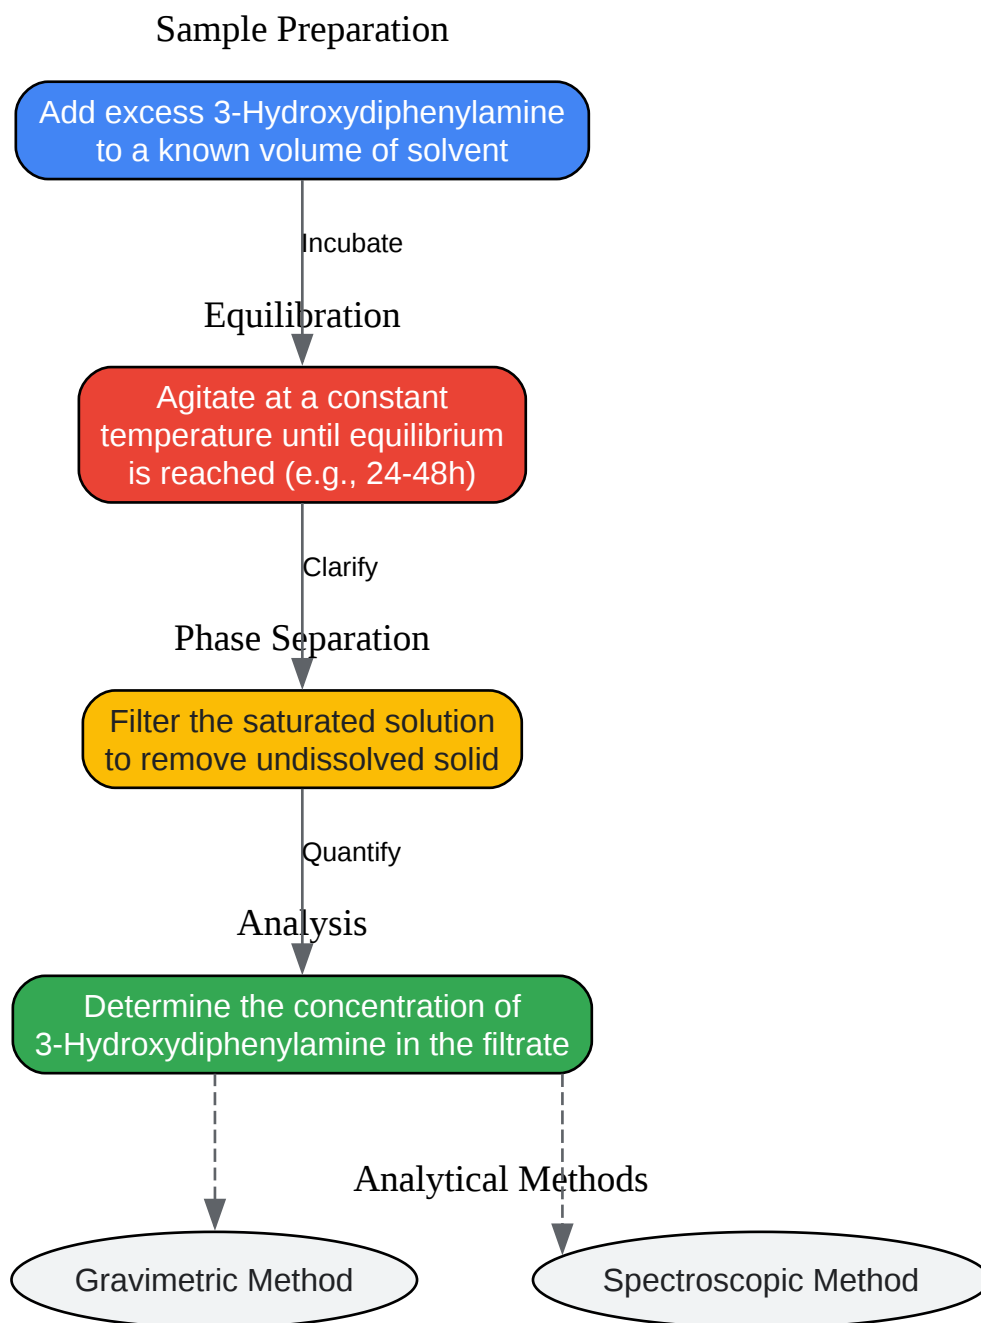 Sample Preparation
Add excess 3-Hydroxydiphenylamine
to a known volume of solvent
Incubate
Equilibration
Agitate at a constant
temperature until equilibrium
is reached (e.g., 24-48h)
Clarify
Phase Separation
Filter the saturated solution
to remove undissolved solid
Quantify
Analysis
Determine the concentration of
3-Hydroxydiphenylamine in the filtrate
Analytical Methods
Gravimetric Method
Spectroscopic Method